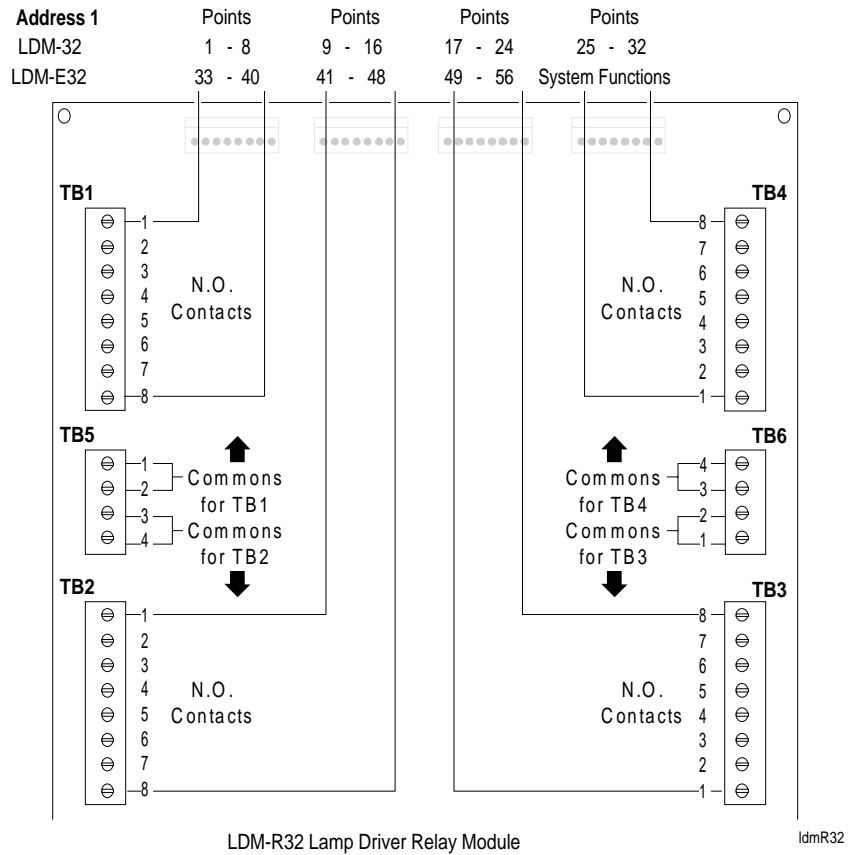 Address 1 Points Points Points Points
LDM-32 1 - 8 9 - 16 17 - 24 25 - 32
LDM-E32 33 - 40 41 - 48 49 - 56 System Functions
TB1 TB4
1 8
2 7
3 6
4 N.O. Contacts 5 N.O. Contacts
5 4
6 3
7 2
8 1
TB5 TB6
1 4
2 Commons for TB1 3 Commons for TB4
3 2
4 Commons for TB2 1 Commons for TB3
TB2 TB3
1 8
2 7
3 6
4 N.O. Contacts 5 N.O. Contacts
5 4
6 3
7 2
8 1
LDM-R32 Lamp Driver Relay Module ldmR32